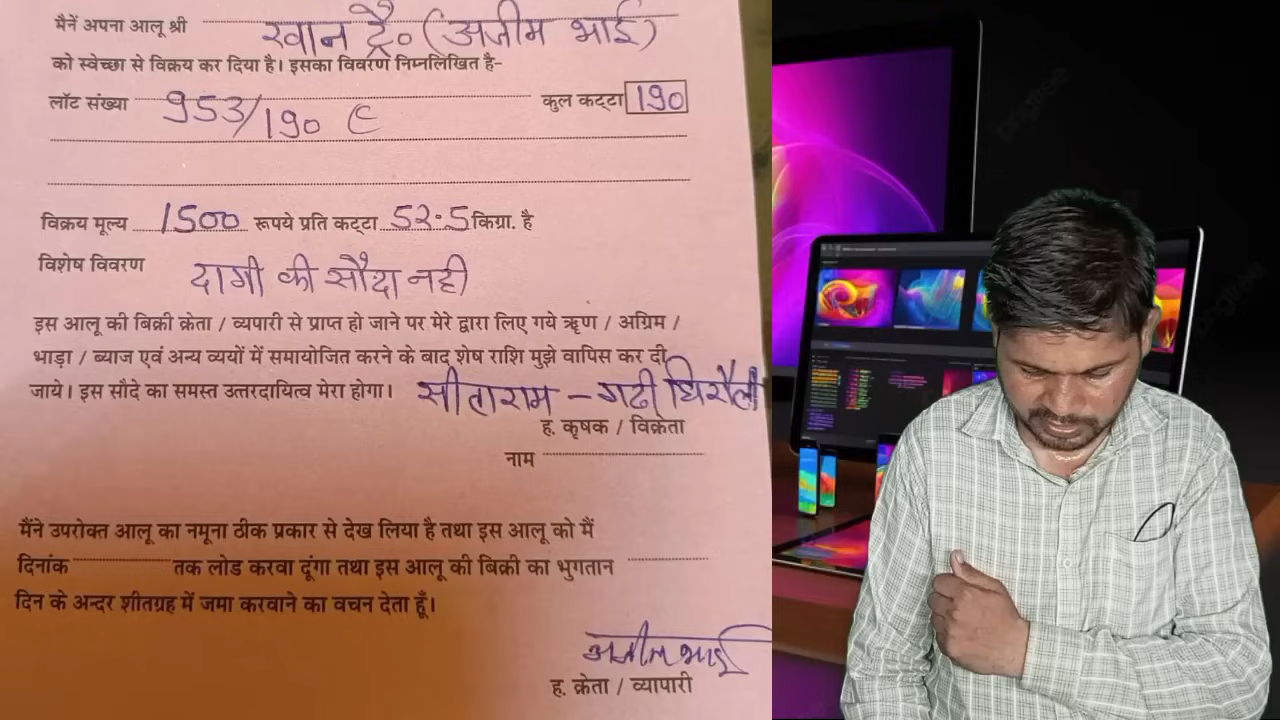 मैनें अपना आलू श्री खान ट्रे० (अजीम भाई)
को स्वेच्छा से विक्रय कर दिया है। इसका विवरण निम्नलिखित है-
लॉट संख्या 953/190 C कुल कट्टा 190
विक्रय मूल्य 1500 रूपये प्रति कट्टा 52.5 किग्रा. है
विशेष विवरण दागी की सौदा नही
इस आलू की बिक्री क्रेता / व्यपारी से प्राप्त हो जाने पर मेरे द्वारा लिए गये ऋृण / अग्रिम /
भाड़ा / ब्याज एवं अन्य व्ययों में समायोजित करने के बाद शेष राशि मुझे वापिस कर दी
जाये। इस सौदे का समस्त उत्तरदायित्व मेरा होगा। सीताराम - गढी
ह. कृषक / विक्रेता
नाम
मैंने उपरोक्त आलू का नमूना ठीक प्रकार से देख लिया है तथा इस आलू को मैं
दिनांक तक लोड करवा दूंगा तथा इस आलू की बिक्री का भुगतान
दिन के अन्दर शीतग्रह में जमा करवाने का वचन देता हूँ।
ह. क्रेता / व्यापारी